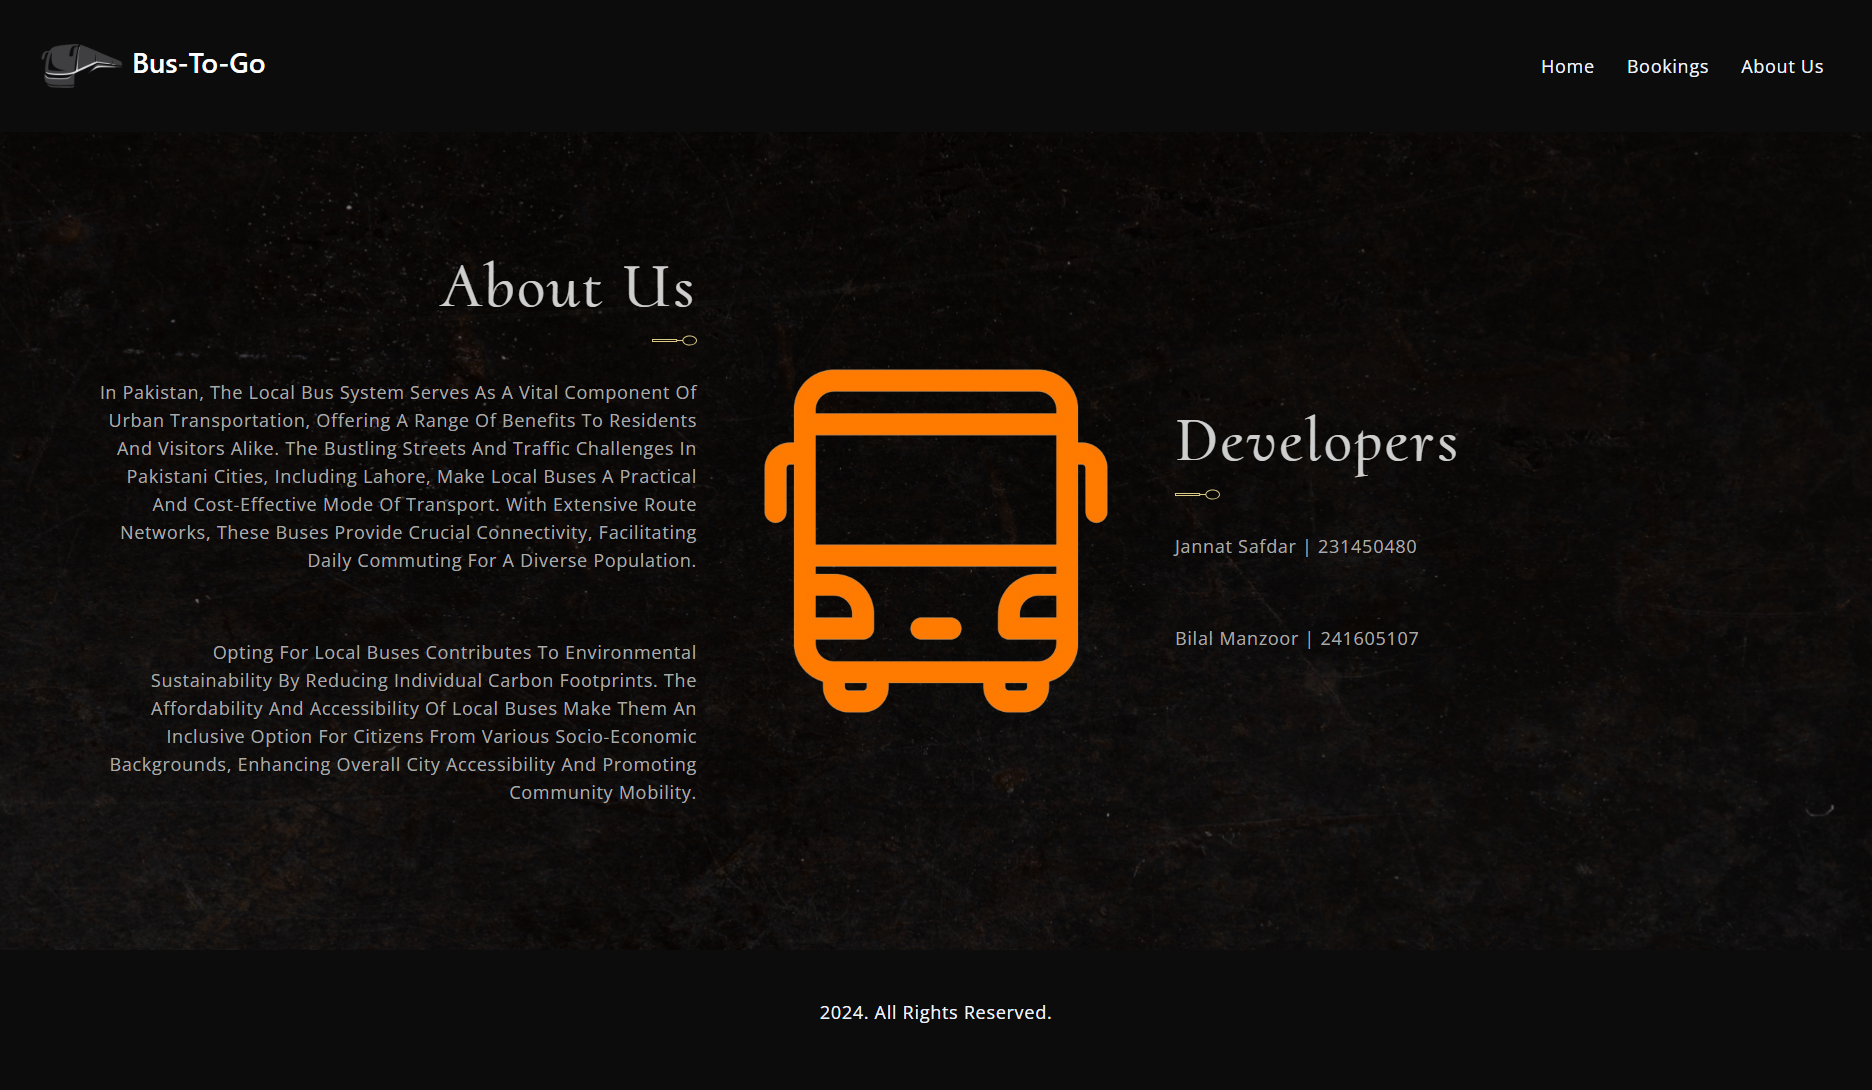 Bus-To-Go
Home
Bookings
About Us
About Us
In Pakistan, The Local Bus System Serves As A Vital Component Of
Urban Transportation, Offering A Range Of Benefits To Residents
And Visitors Alike. The Bustling Streets And Traffic Challenges In
Pakistani Cities, Including Lahore, Make Local Buses A Practical
And Cost-Effective Mode Of Transport. With Extensive Route
Networks, These Buses Provide Crucial Connectivity, Facilitating
Daily Commuting For A Diverse Population.
Opting For Local Buses Contributes To Environmental
Sustainability By Reducing Individual Carbon Footprints. The
Affordability And Accessibility Of Local Buses Make Them An
Inclusive Option For Citizens From Various Socio-Economic
Backgrounds, Enhancing Overall City Accessibility And Promoting
Community Mobility.
Developers
Jannat Safdar | 231450480
Bilal Manzoor | 241605107
2024. All Rights Reserved.